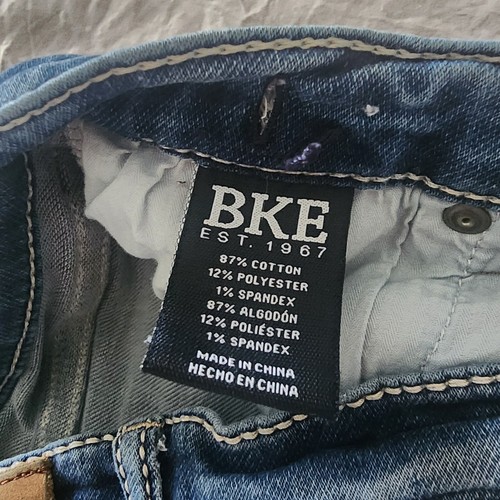 BKE
EST. 1967
87% COTTON
12% POLYESTER
1% SPANDEX
87% ALGODÓN
12% POLIÉSTER
1% SPANDEX
MADE IN CHINA
HECHO EN CHINA